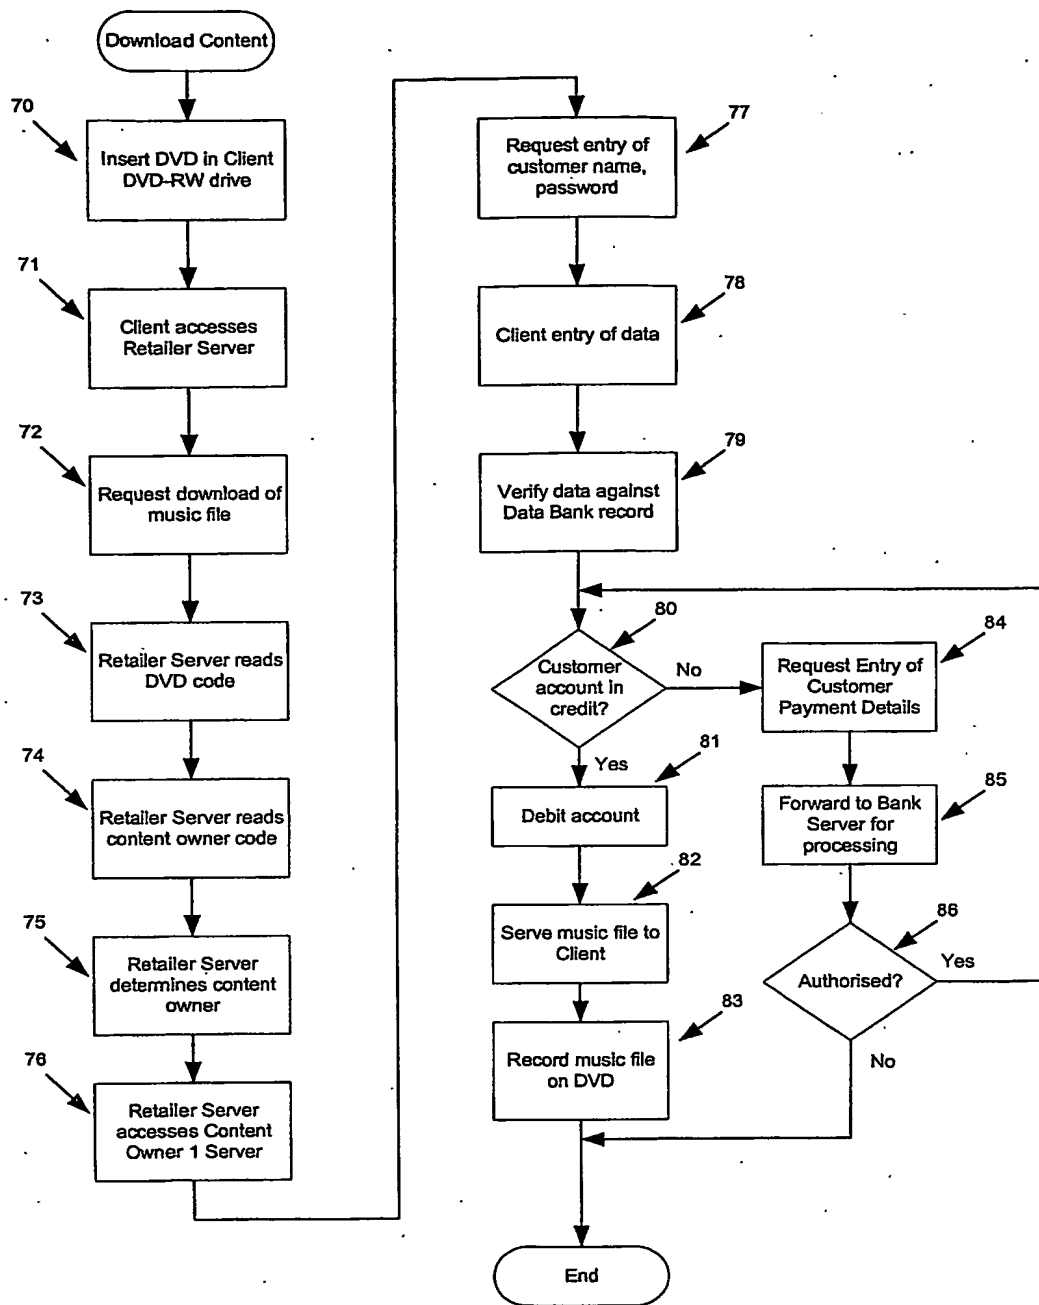 Download Content
70
Insert DVD in Client
DVD-RW drive
71
Client accesses
Retailer Server
72
Request download of
music file
73
Retailer Server reads
DVD code
74
Retailer Server reads
content owner code
75
Retailer Server
determines content
owner
76
Retailer Server
accesses Content
Owner 1 Server
77
Request entry of
customer name,
password
78
Client entry of data
79
Verify data against
Data Bank record
80
Customer
account in
credit?
No
Yes
81
Debit account
82
Serve music file to
Client
83
Record music file
on DVD
84
Request Entry of
Customer
Payment Details
85
Forward to Bank
Server for
processing
86
Authorised?
Yes
No
End